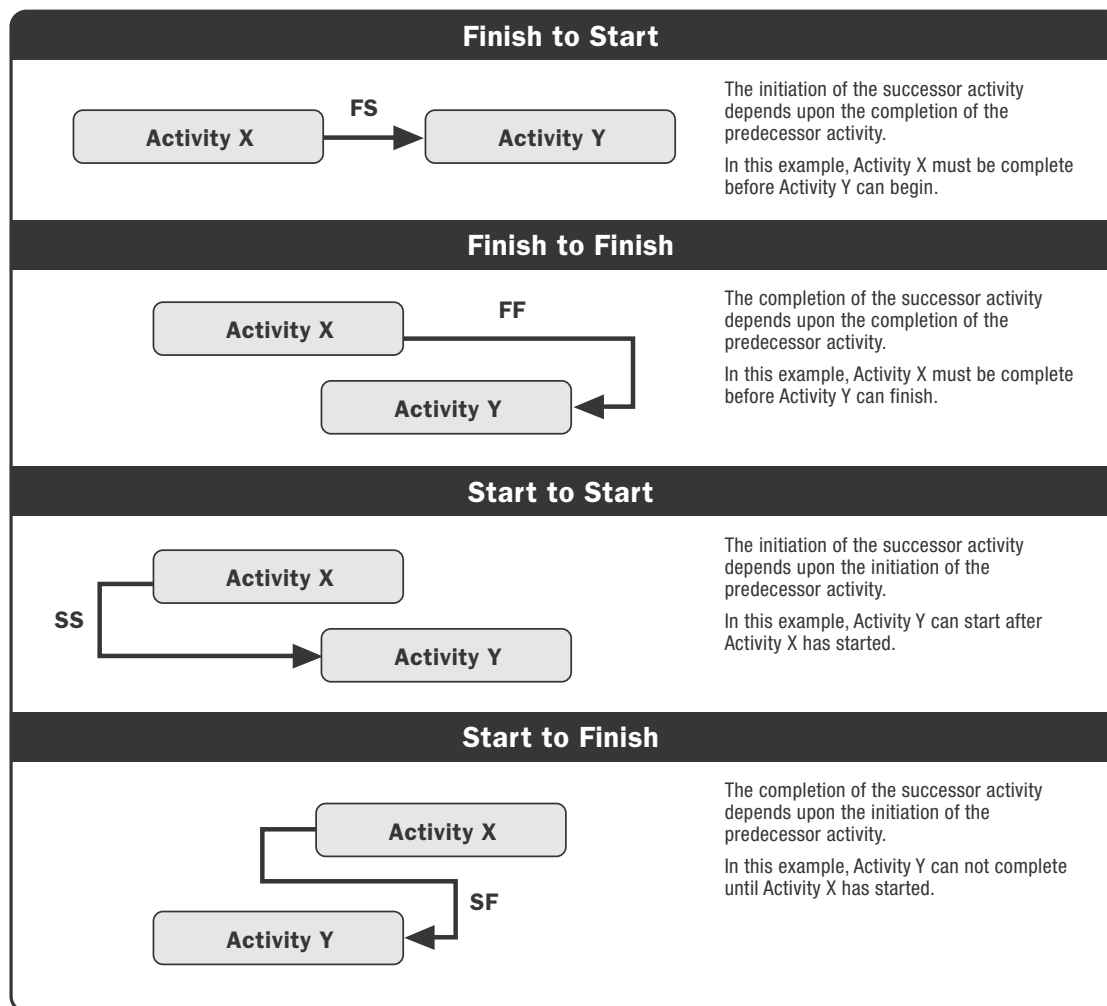 Finish to Start
FS
Activity X
Activity Y
The initiation of the successor activity
depends upon the completion of the
predecessor activity.
In this example, Activity X must be complete
before Activity Y can begin.
Finish to Finish
FF
Activity X
Activity Y
The completion of the successor activity
depends upon the completion of the
predecessor activity.
In this example, Activity X must be complete
before Activity Y can finish.
Start to Start
Activity X
SS
Activity Y
The initiation of the successor activity
depends upon the initiation of the
predecessor activity.
In this example, Activity Y can start after
Activity X has started.
Start to Finish
Activity X
SF
Activity Y
The completion of the successor activity
depends upon the initiation of the
predecessor activity.
In this example, Activity Y can not complete
until Activity X has started.